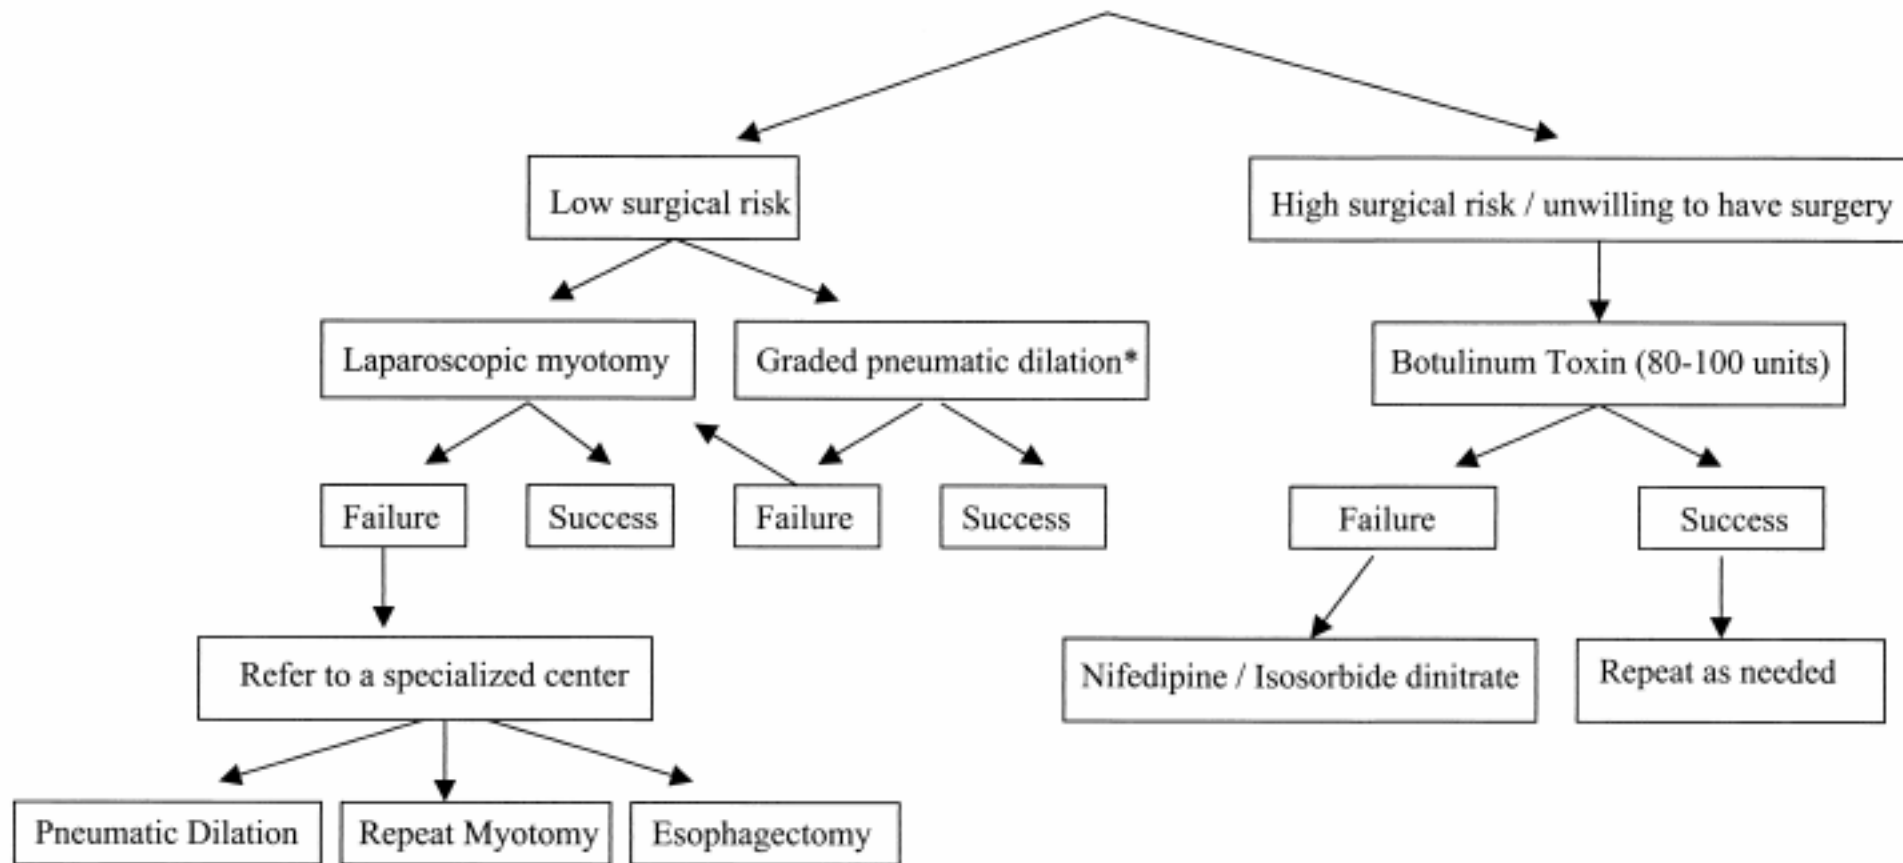 Low surgical risk
High surgical risk / unwilling to have surgery
Laparoscopic myotomy
Graded pneumatic dilation*
Botulinum Toxin (80-100 units)
Failure
Success
Failure
Success
Failure
Success
Refer to a specialized center
Nifedipine / Isosorbide dinitrate
Repeat as needed
Pneumatic Dilation
Repeat Myotomy
Esophagectomy